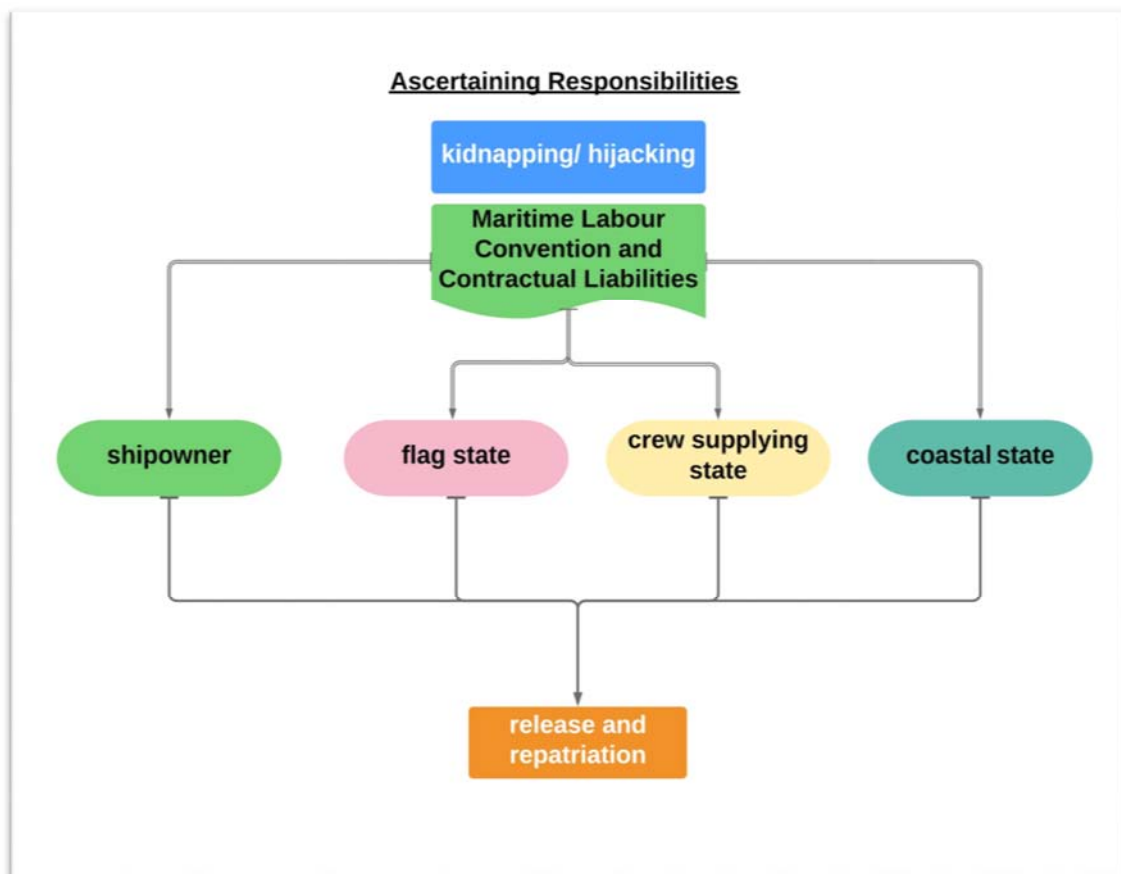 Ascertaining Responsibilities
kidnapping/ hijacking
Maritime Labour
Convention and
Contractual Liabilities
shipowner
flag state
crew supplying
state
coastal state
release and
repatriation